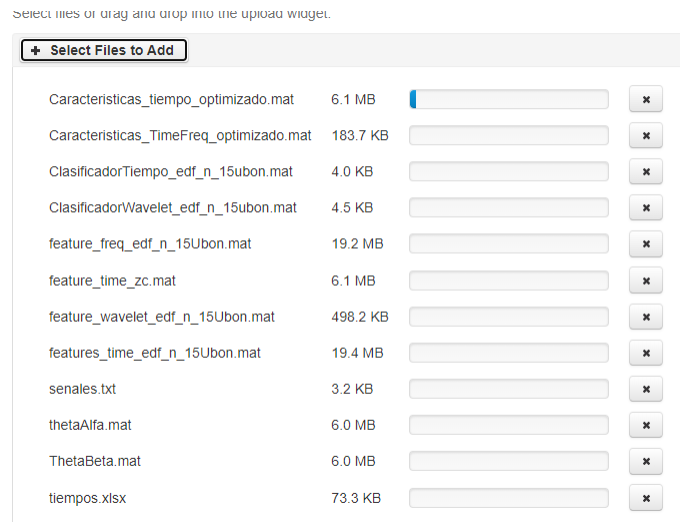 Select files or drag and drop into the upload widget.
+ Select Files to Add
Caracteristicas_tiempo_optimizado.mat 6.1 MB
Caracteristicas_TimeFreq_optimizado.mat 183.7 KB
ClasificadorTiempo_edf_n_15ubon.mat 4.0 KB
ClasificadorWavelet_edf_n_15ubon.mat 4.5 KB
feature_freq_edf_n_15Ubon.mat 19.2 MB
feature_time_zc.mat 6.1 MB
feature_wavelet_edf_n_15Ubon.mat 498.2 KB
features_time_edf_n_15Ubon.mat 19.4 MB
senales.txt 3.2 KB
thetaAlfa.mat 6.0 MB
ThetaBeta.mat 6.0 MB
tiempos.xlsx 73.3 KB